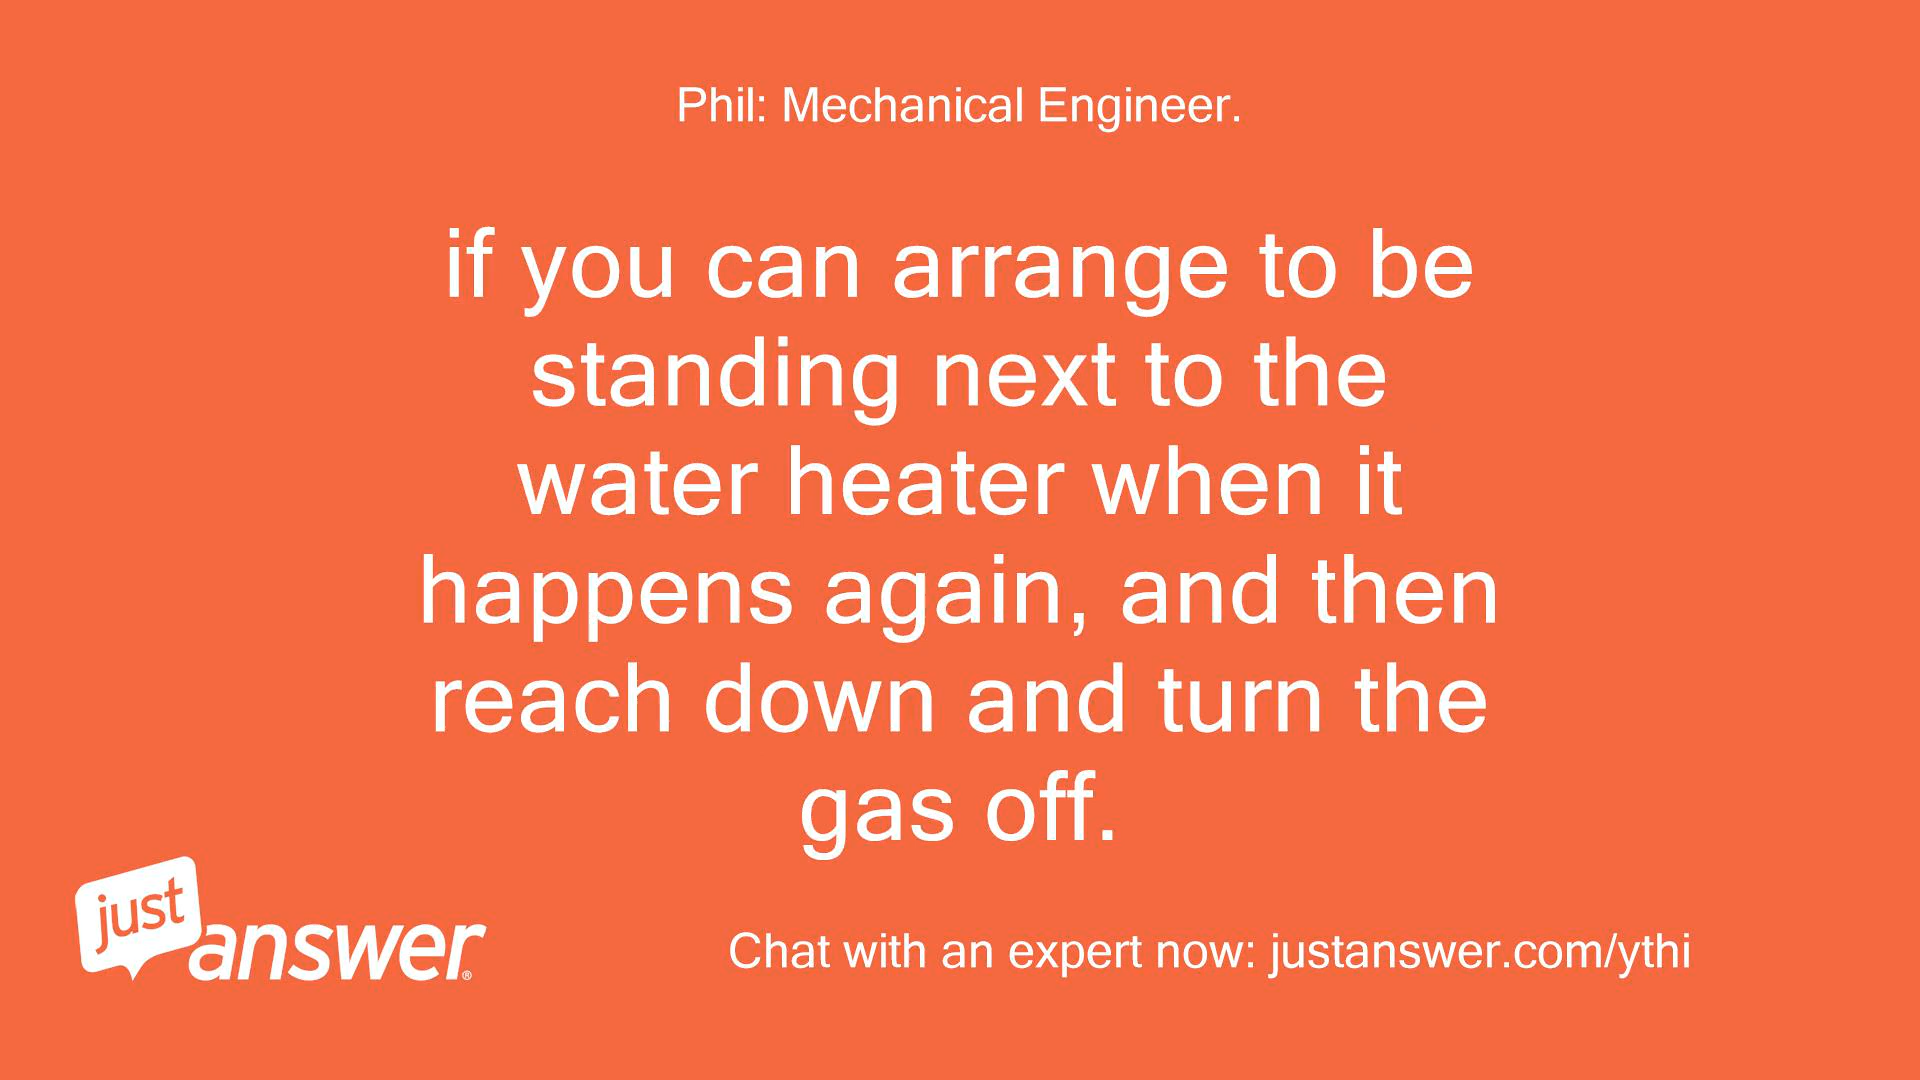 Phil: Mechanical Engineer.
if you can arrange to be
standing next to the
water heater when it
happens again, and then
reach down and turn the
gas off.
just
answer®
Chat with an expert now: justanswer.com/ythi